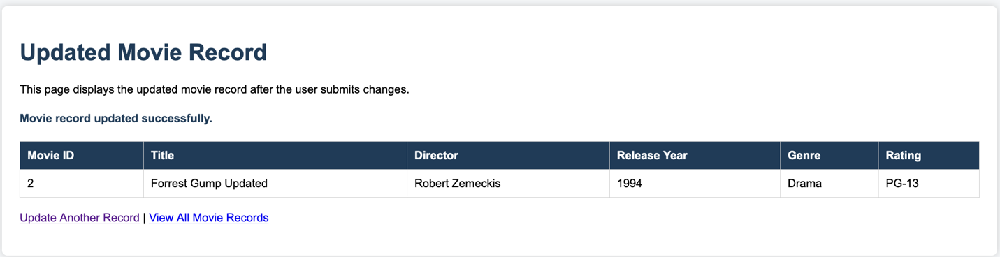 Updated Movie Record
This page displays the updated movie record after the user submits changes.
Movie record updated successfully.
Movie ID Title Director Release Year Genre Rating
2 Forrest Gump Updated Robert Zemeckis 1994 Drama PG-13
Update Another Record | View All Movie Records